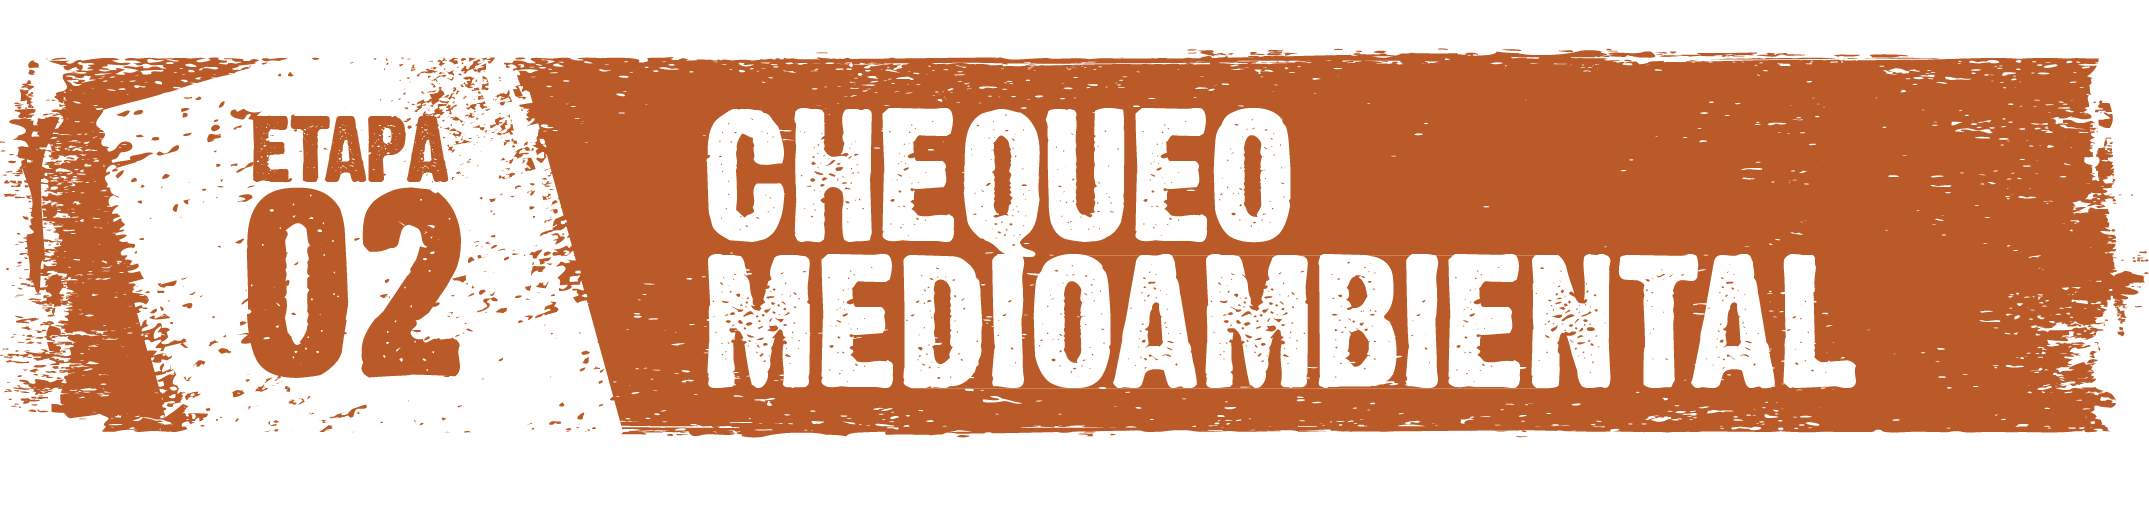 ETAPA
02
CHEQUEO
MEDIOAMBIENTAL